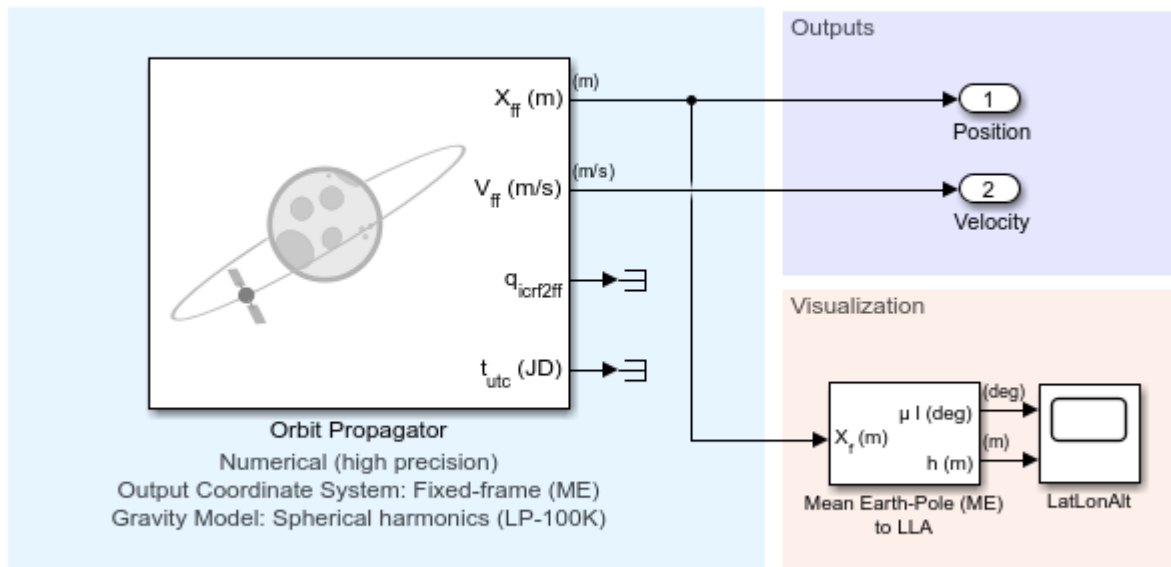 Outputs
(m)
X_ff (m)
1
Position
(m/s)
V_ff (m/s)
2
Velocity
q_icrf2ff
t_utc (JD)
Orbit Propagator
Numerical (high precision)
Output Coordinate System: Fixed-frame (ME)
Gravity Model: Spherical harmonics (LP-100K)
Visualization
(deg)
μ l (deg)
X_f (m)
(m)
h (m)
Mean Earth-Pole (ME)
to LLA
LatLonAlt